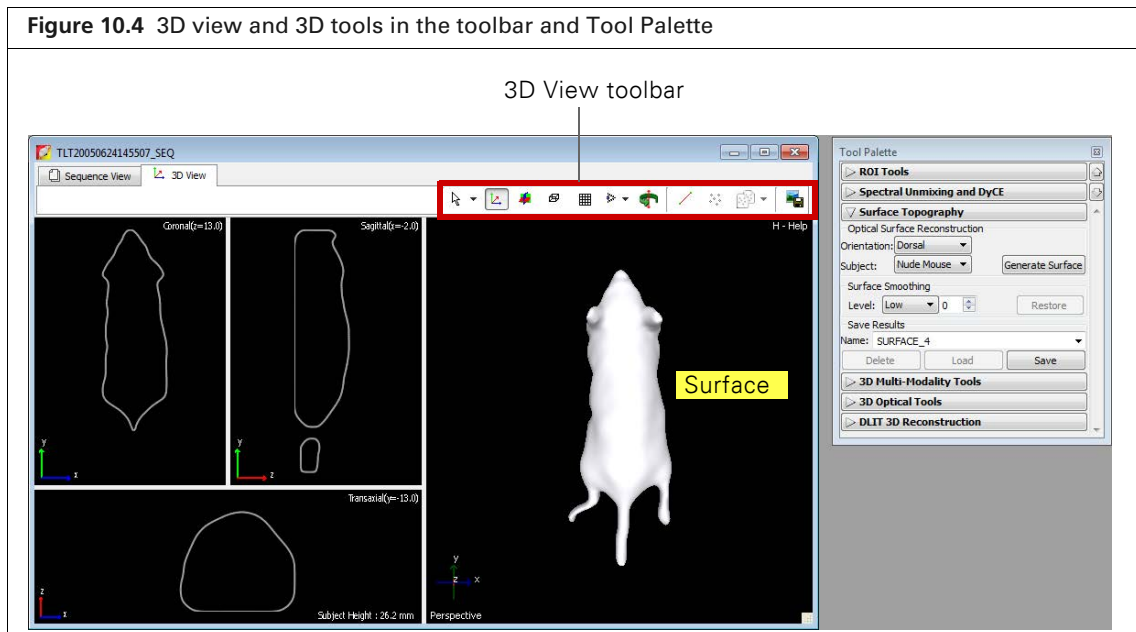 Figure 10.4 3D view and 3D tools in the toolbar and Tool Palette
3D View toolbar
TLT20050624145507_SEQ
Sequence View
3D View
Coronal(z=13.0)
y
x
Sagittal(x=-2.0)
y
z
Transaxial(y=-13.0)
z
x
Subject Height : 26.2 mm
H - Help
Surface
y
z
x
Perspective
Tool Palette
ROI Tools
Spectral Unmixing and DyCE
Surface Topography
Optical Surface Reconstruction
Orientation: Dorsal
Subject: Nude Mouse Generate Surface
Surface Smoothing
Level: Low 0 Restore
Save Results
Name: SURFACE_4
Delete Load Save
3D Multi-Modality Tools
3D Optical Tools
DLIT 3D Reconstruction